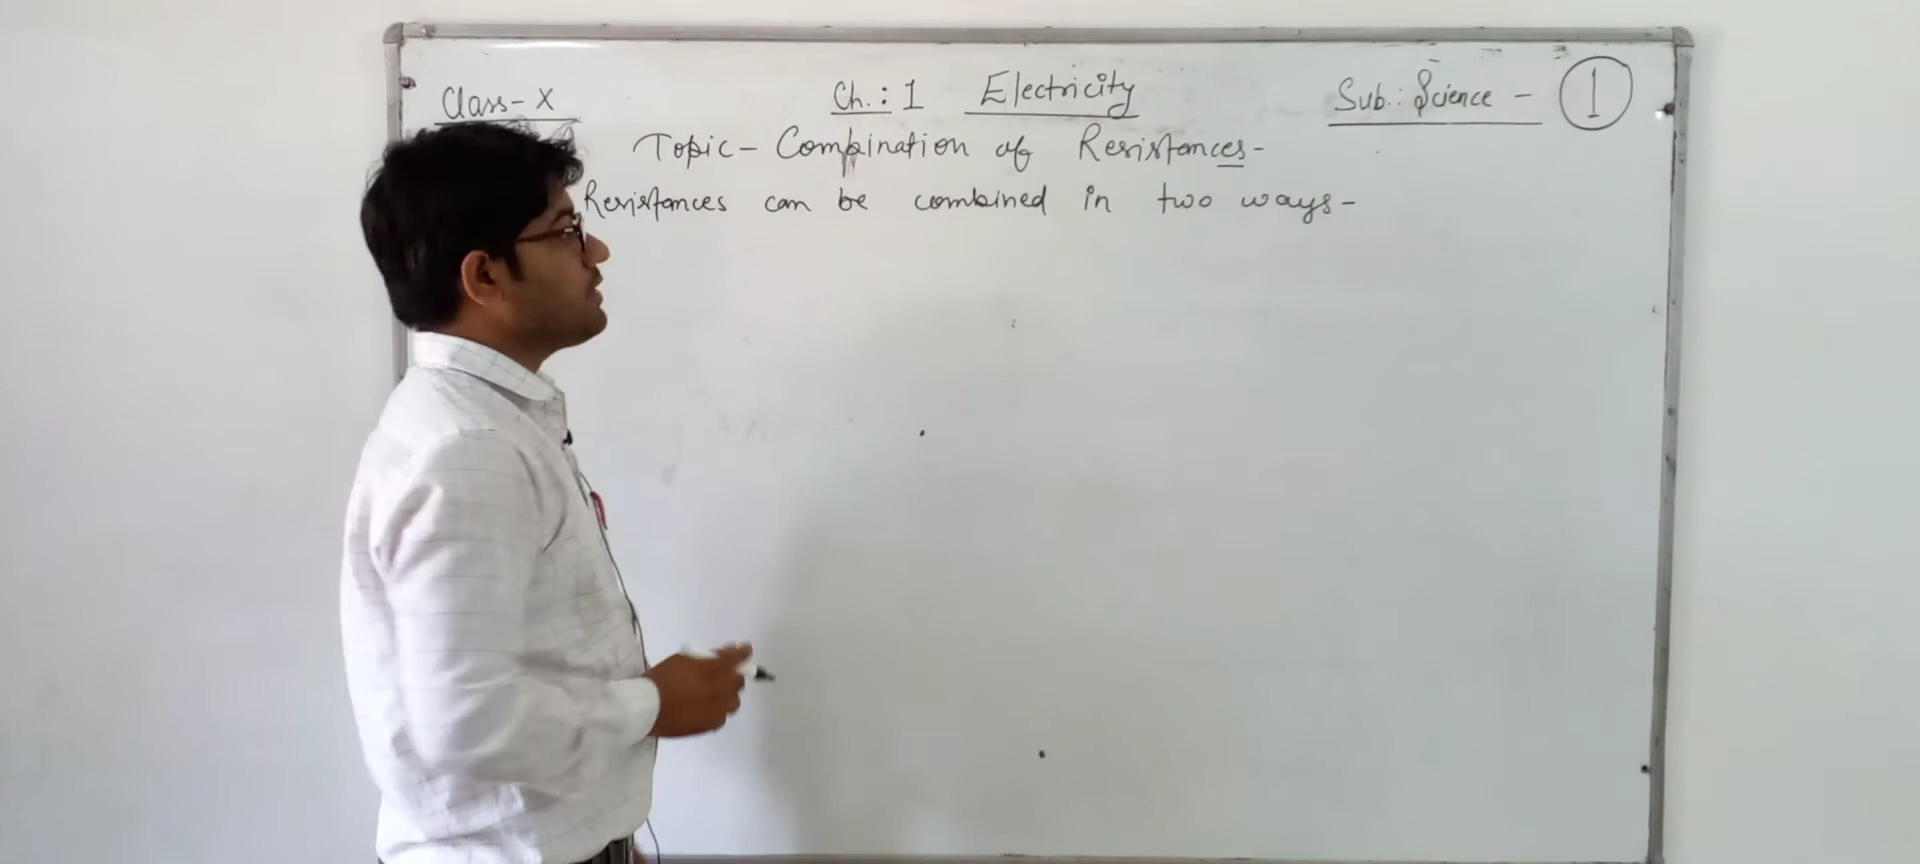 Class-X Ch.: 1 Electricity Sub.: Science - 1
Topic- Combination of Resistances-
Resistances can be combined in two ways-